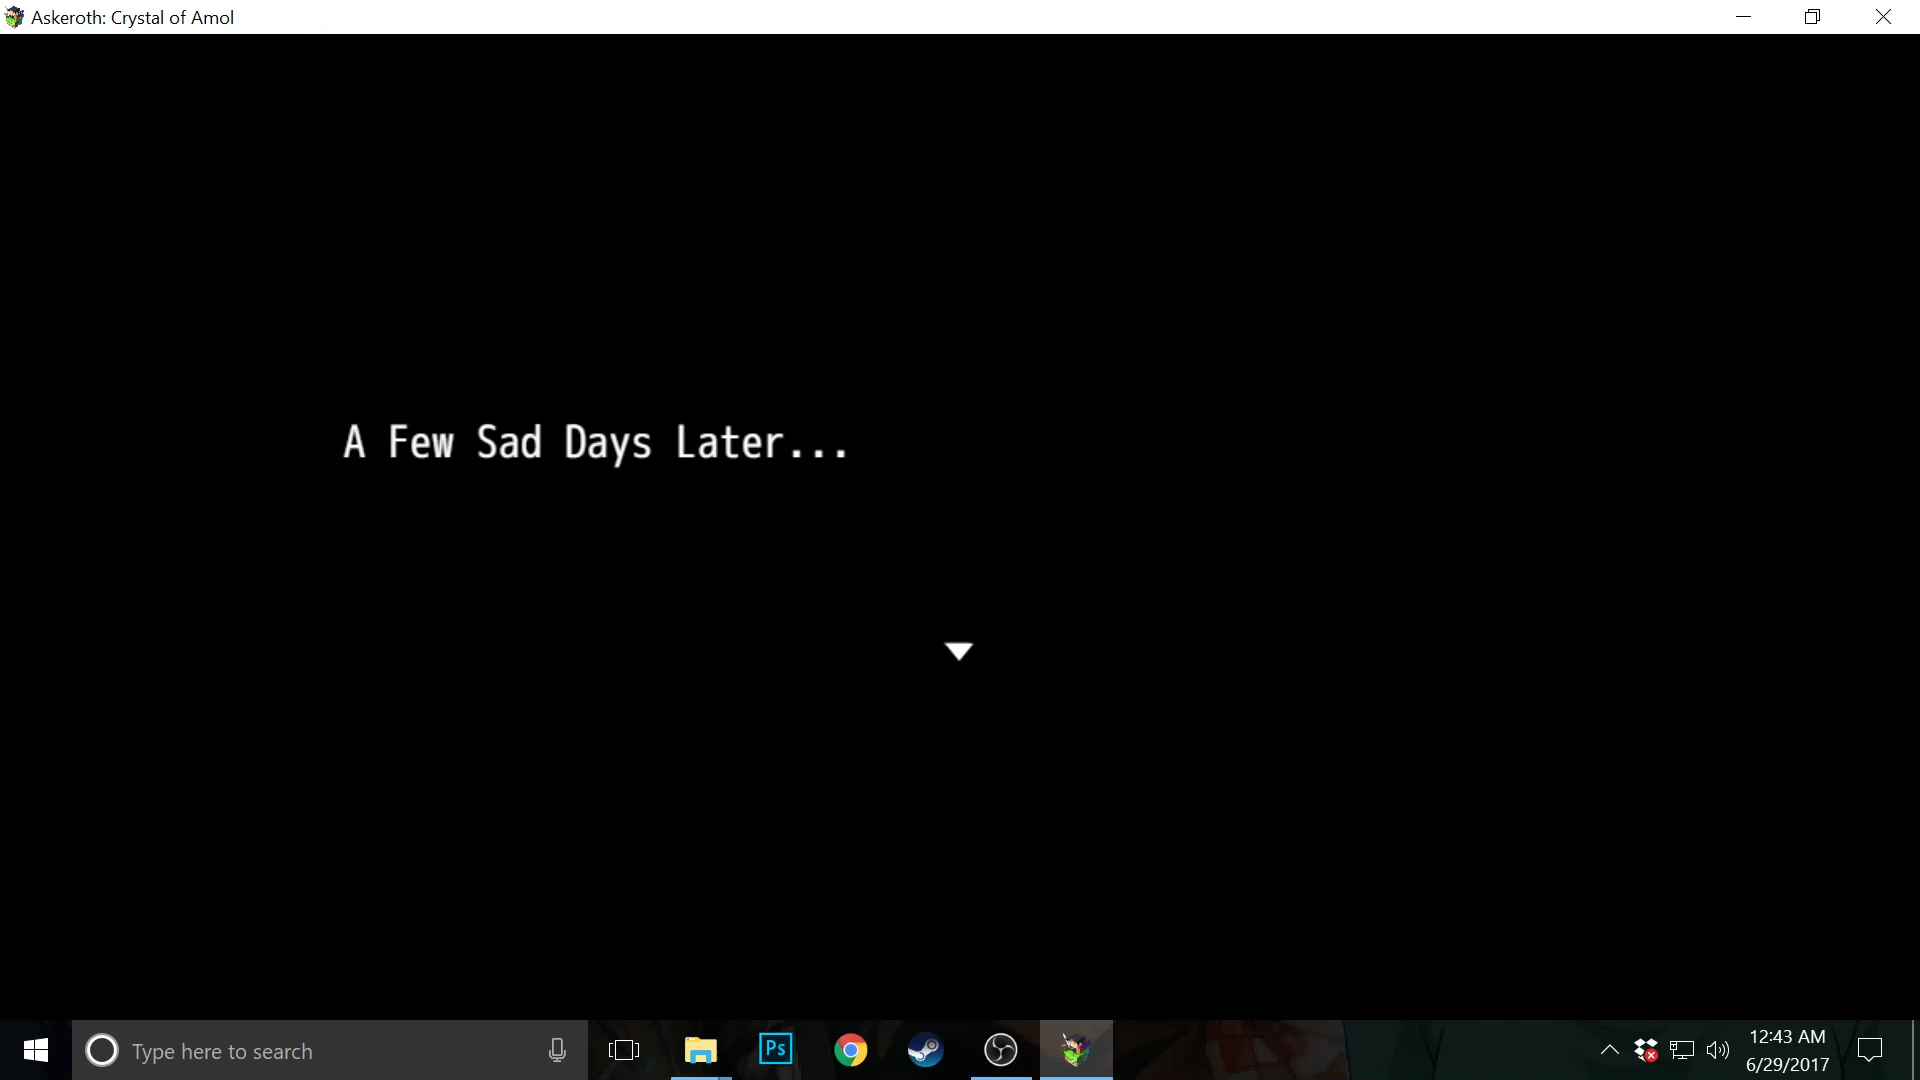 Askeroth: Crystal of Amol
A Few Sad Days Later...
Type here to search
Ps
12:43 AM
6/29/2017